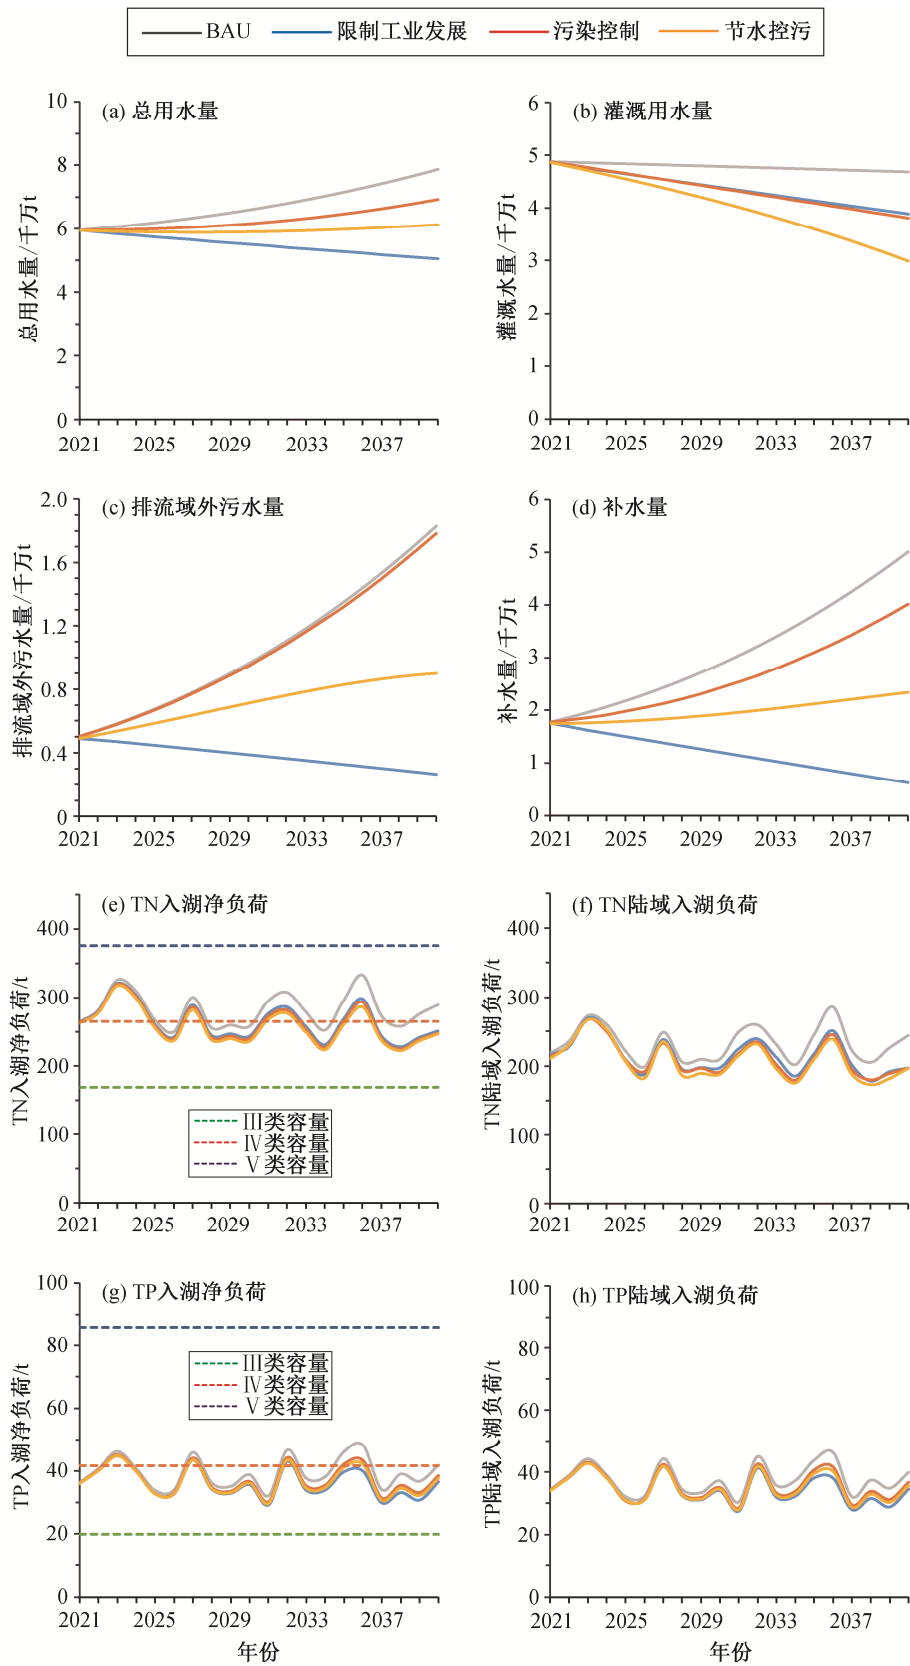 BAU 限制工业发展 污染控制 节水控污
(a) 总用水量
总用水量/千万t
10
8
6
4
2
0
2021 2025 2029 2033 2037
(b) 灌溉用水量
灌溉水量/千万t
6
5
4
3
2
1
0
2021 2025 2029 2033 2037
(c) 排流域外污水量
排流域外污水量/千万t
2.0
1.6
1.2
0.8
0.4
0
2021 2025 2029 2033 2037
(d) 补水量
补水量/千万t
6
5
4
3
2
1
0
2021 2025 2029 2033 2037
(e) TN入湖净负荷
TN入湖净负荷/t
400
300
200
100
0
III类容量
IV类容量
V类容量
2021 2025 2029 2033 2037
(f) TN陆域入湖负荷
TN陆域入湖负荷/t
400
300
200
100
0
2021 2025 2029 2033 2037
(g) TP入湖净负荷
TP入湖净负荷/t
100
80
60
40
20
0
III类容量
IV类容量
V类容量
2021 2025 2029 2033 2037
年份
(h) TP陆域入湖负荷
TP陆域入湖负荷/t
100
80
60
40
20
0
2021 2025 2029 2033 2037
年份